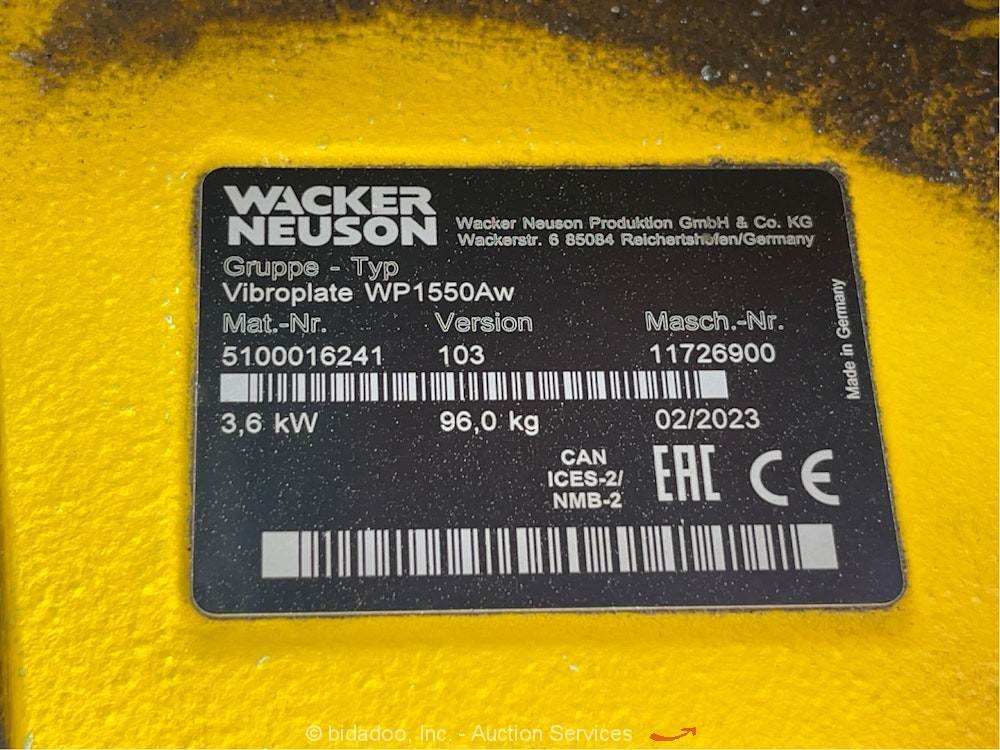 WACKER
NEUSON
Wacker Neuson Produktion GmbH & Co. KG
Wackerstr. 6 85084 Reichertshofen/Germany
Gruppe - Typ
Vibroplate WP1550Aw
Mat.-Nr. Version Masch.-Nr.
5100016241 103 11726900
3,6 kW 96,0 kg 02/2023
CAN
ICES-2/
NMB-2
EAC CE
Made in Germany
© bidadoo, Inc. - Auction Services